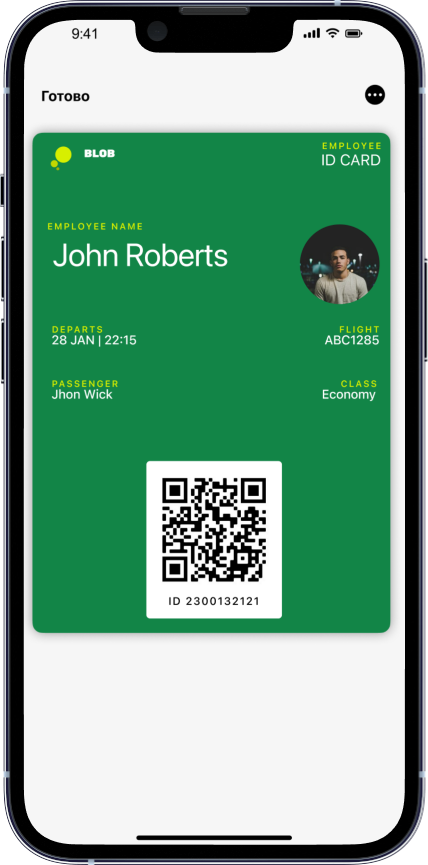 9:41
Готово
BLOB
EMPLOYEE
ID CARD
EMPLOYEE NAME
John Roberts
DEPARTS
28 JAN | 22:15
FLIGHT
ABC1285
PASSENGER
Jhon Wick
CLASS
Economy
ID 2300132121